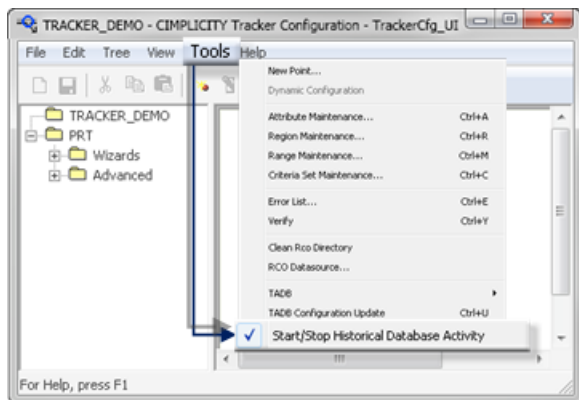 TRACKER_DEMO - CIMPLICITY Tracker Configuration - TrackerCfg_UI
File Edit Tree View Tools Help
New Point...
Dynamic Configuration
TRACKER_DEMO
Attribute Maintenance... Ctrl+A
PRT
Region Maintenance... Ctrl+R
Wizards
Range Maintenance... Ctrl+M
Advanced
Criteria Set Maintenance... Ctrl+C
Error List... Ctrl+E
Verify Ctrl+Y
Clean Rco Directory
RCO Datasource...
TADB
TADB Configuration Update Ctrl+U
Start/Stop Historical Database Activity
For Help, press F1